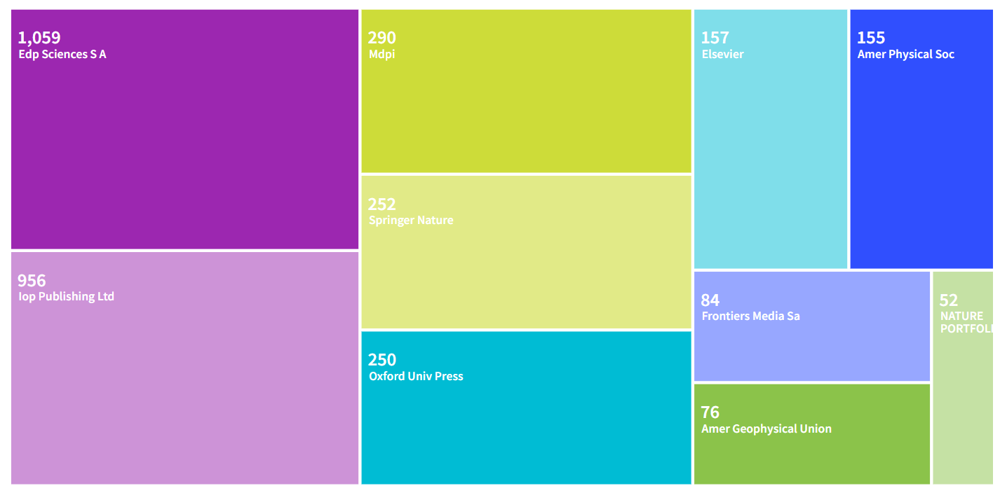 1,059
Edp Sciences S A
290
Mdpi
157
Elsevier
155
Amer Physical Soc
252
Springer Nature
956
Iop Publishing Ltd
84
Frontiers Media Sa
52
NATURE
250
Oxford Univ Press
76
Amer Geophysical Union